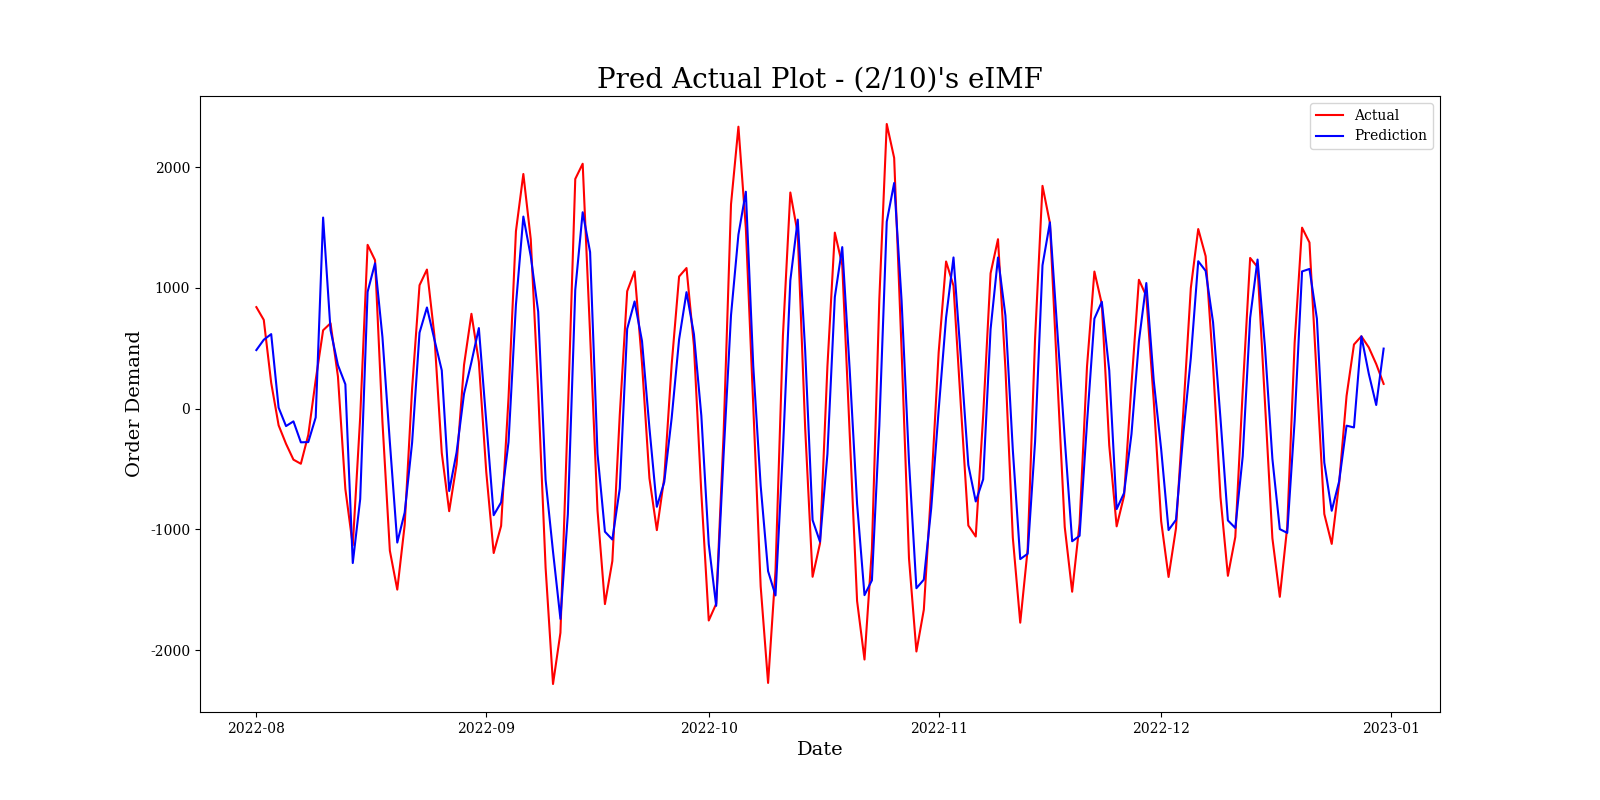 Pred Actual Plot - (2/10)'s eIMF
Actual
Prediction
2000
1000
0
-1000
-2000
Order Demand
2022-08
2022-09
2022-10
2022-11
2022-12
2023-01
Date